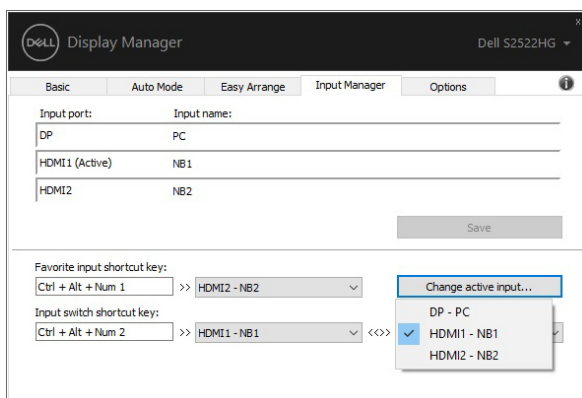 DELL Display Manager Dell S2522HG
x
Basic Auto Mode Easy Arrange Input Manager Options i
Input port: Input name:
DP PC
HDMI1 (Active) NB1
HDMI2 NB2
Save
Favorite input shortcut key:
Ctrl + Alt + Num 1 >> HDMI2 - NB2 Change active input...
Input switch shortcut key:
Ctrl + Alt + Num 2 >> HDMI1 - NB1 <<>>
DP - PC
HDMI1 - NB1
HDMI2 - NB2